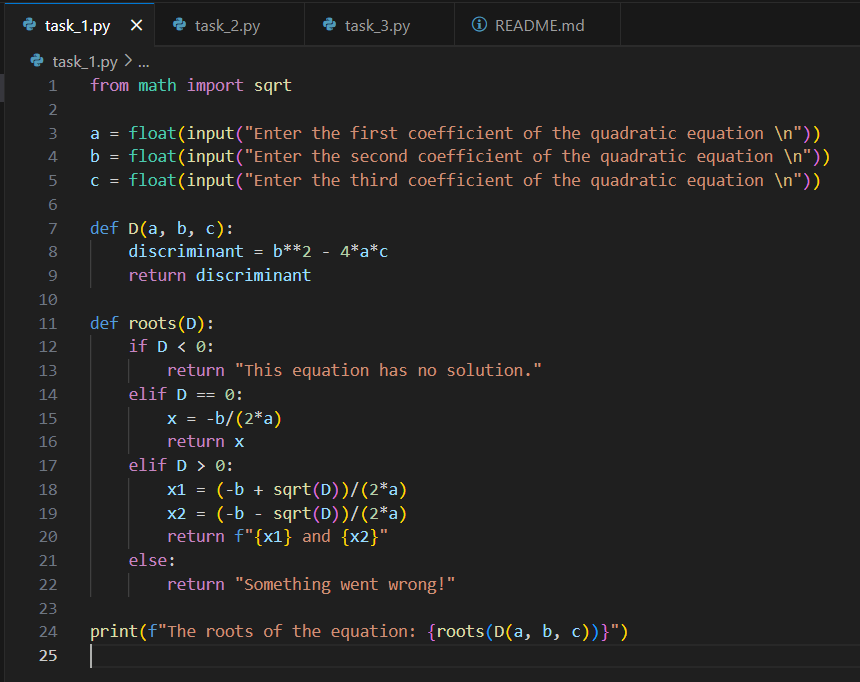 task_1.py task_2.py task_3.py README.md
task_1.py > ...
1 from math import sqrt
2
3 a = float(input("Enter the first coefficient of the quadratic equation \n"))
4 b = float(input("Enter the second coefficient of the quadratic equation \n"))
5 c = float(input("Enter the third coefficient of the quadratic equation \n"))
6
7 def D(a, b, c):
8     discriminant = b**2 - 4*a*c
9     return discriminant
10
11 def roots(D):
12     if D < 0:
13         return "This equation has no solution."
14     elif D == 0:
15         x = -b/(2*a)
16         return x
17     elif D > 0:
18         x1 = (-b + sqrt(D))/(2*a)
19         x2 = (-b - sqrt(D))/(2*a)
20         return f"{x1} and {x2}"
21     else:
22         return "Something went wrong!"
23
24 print(f"The roots of the equation: {roots(D(a, b, c))}")
25